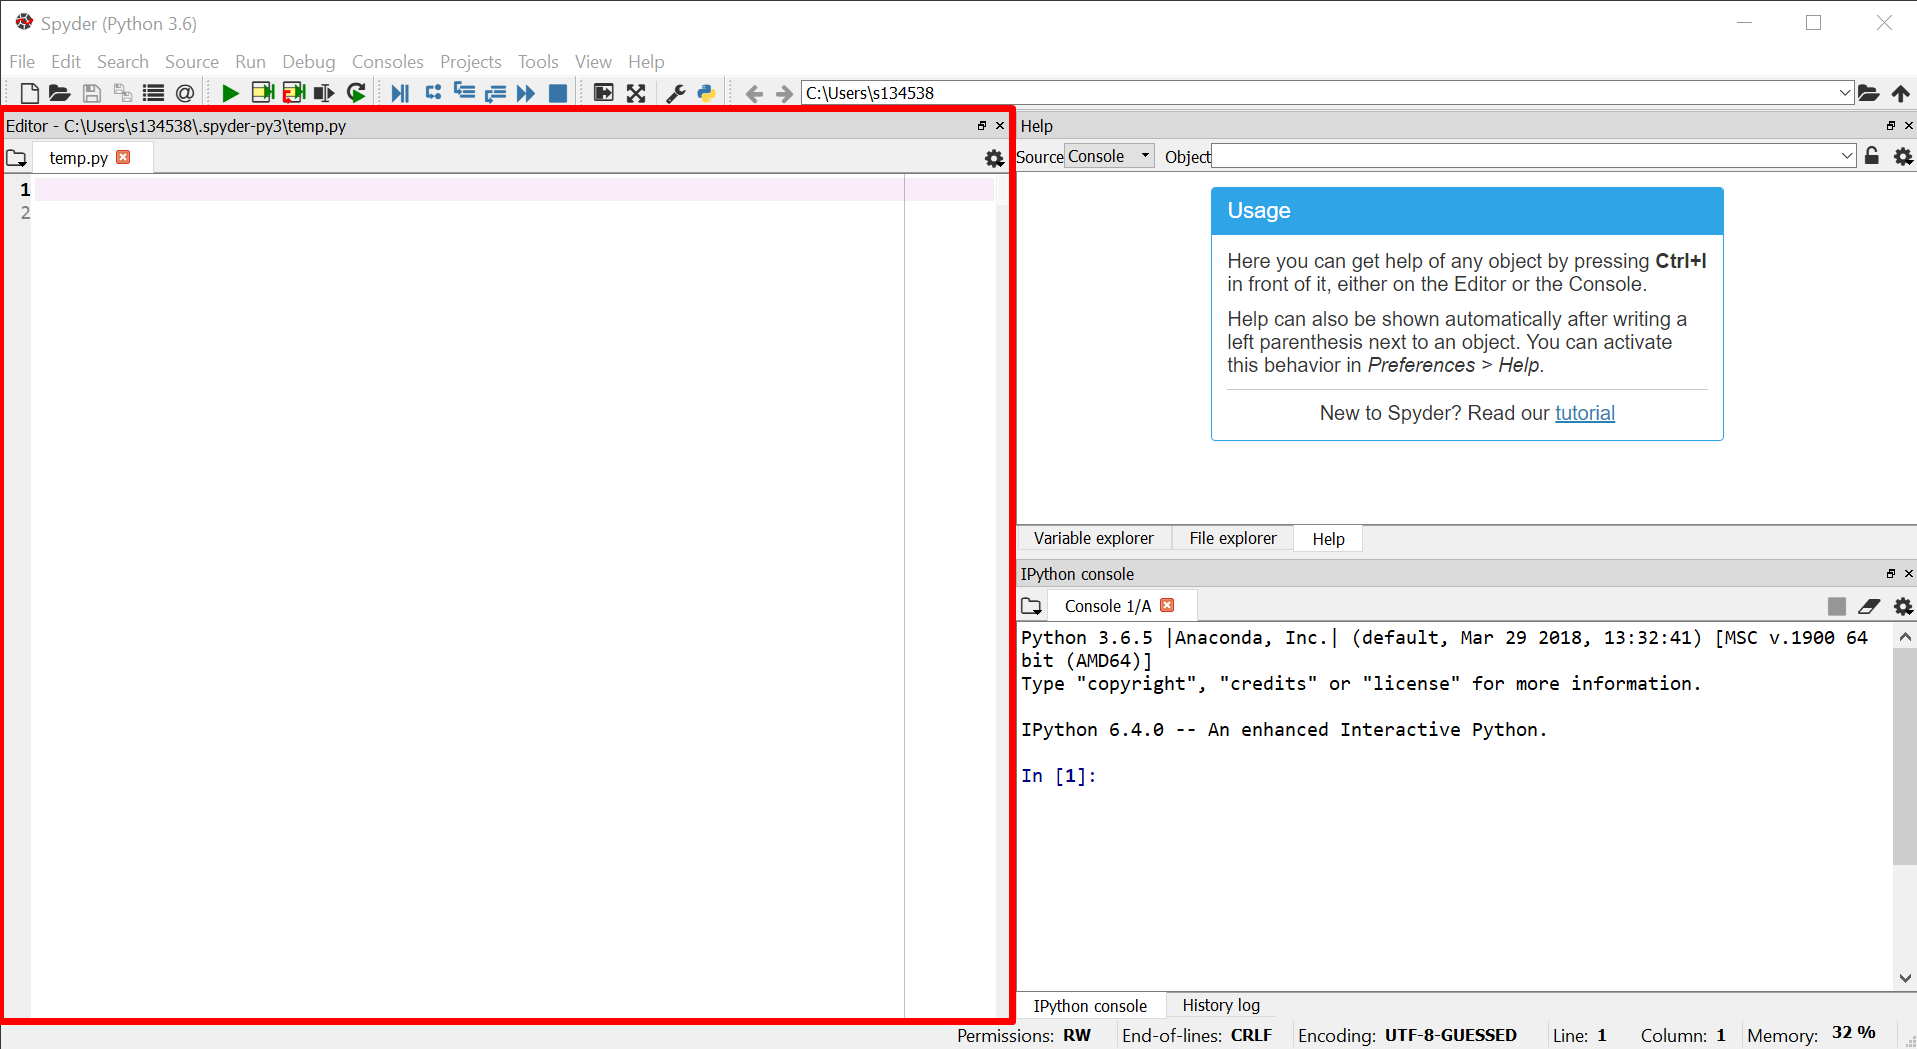 Spyder (Python 3.6)
File Edit Search Source Run Debug Consoles Projects Tools View Help
C:\Users\s134538
Editor - C:\Users\s134538\.spyder-py3\temp.py
temp.py
1
2
Help
Source Console Object
Usage
Here you can get help of any object by pressing Ctrl+I
in front of it, either on the Editor or the Console.
Help can also be shown automatically after writing a
left parenthesis next to an object. You can activate
this behavior in Preferences > Help.
New to Spyder? Read our tutorial
Variable explorer File explorer Help
IPython console
Console 1/A
Python 3.6.5 |Anaconda, Inc.| (default, Mar 29 2018, 13:32:41) [MSC v.1900 64
bit (AMD64)]
Type "copyright", "credits" or "license" for more information.
IPython 6.4.0 -- An enhanced Interactive Python.
In [1]:
IPython console History log
Permissions: RW End-of-lines: CRLF Encoding: UTF-8-GUESSED Line: 1 Column: 1 Memory: 32 %